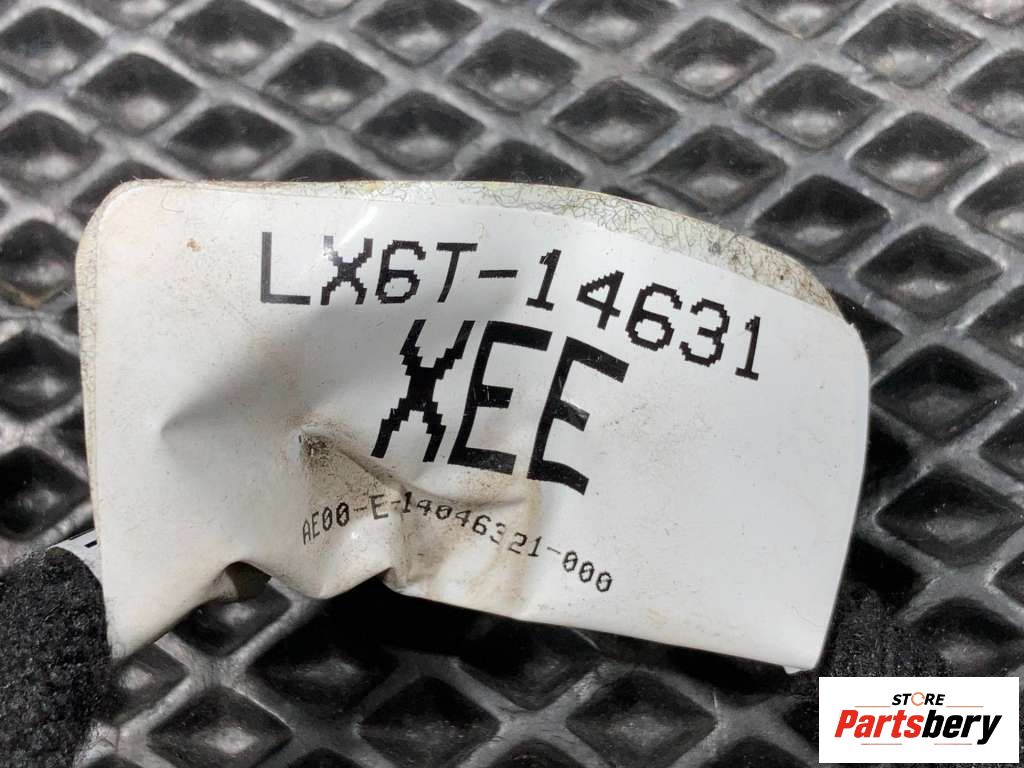 LX6T-14631
XEE
AE00-E-14046321-000
STORE
Partsbery